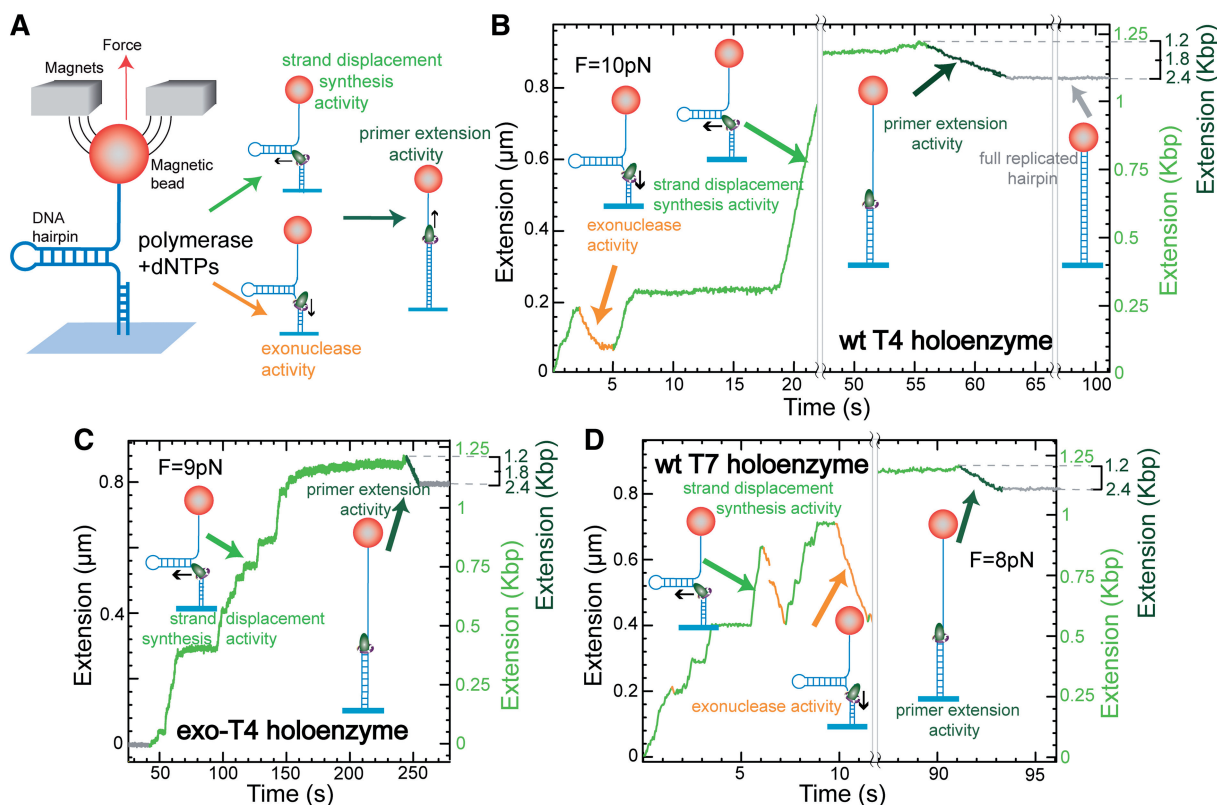 A
Force
Magnets
Magnetic
bead
DNA
hairpin
polymerase
+dNTPs
strand displacement
synthesis
activity
primer extension
activity
exonuclease
activity
B
F=10pN
exonuclease
activity
strand displacement
synthesis activity
primer extension
activity
full replicated
hairpin
wt T4 holoenzyme
Extension (μm)
0.8
0.6
0.4
0.2
0
0
5
10
15
20
50
55
60
65
100
Time (s)
1.25
1
0.75
0.5
0.25
0
Extension (Kbp)
1.2
1.8
2.4
Extension (Kbp)
C
F=9pN
strand displacement
synthesis activity
primer extension
activity
exo-T4 holoenzyme
Extension (μm)
0.8
0.4
0
50
100
150
200
250
Time (s)
1.25
1
0.75
0.5
0.25
0
Extension (Kbp)
1.2
1.8
2.4
Extension (Kbp)
D
wt T7 holoenzyme
strand displacement
synthesis activity
exonuclease activity
F=8pN
primer extension
activity
Extension (μm)
0.8
0.6
0.4
0.2
0
5
10
90
95
Time (s)
1.25
1
0.75
0.5
0.25
0
Extension (Kbp)
1.2
2.4
Extension (Kbp)